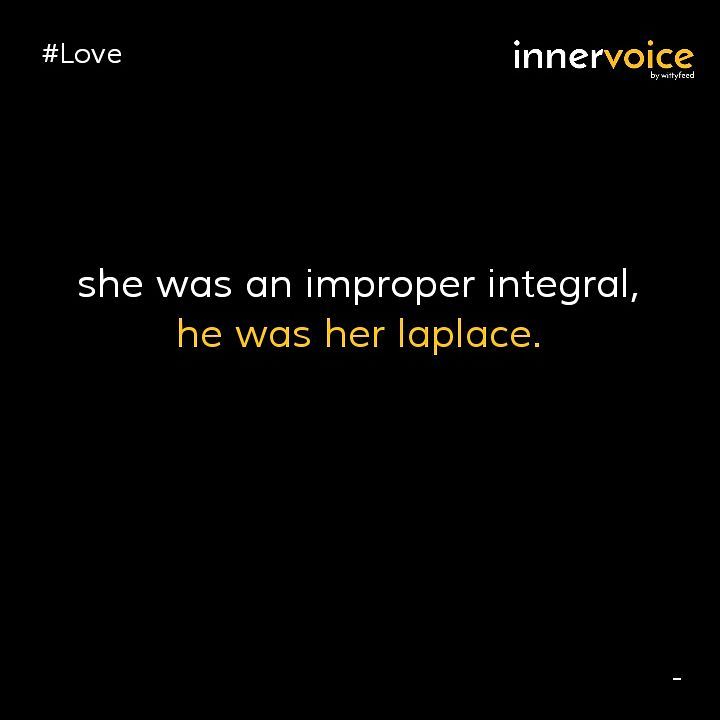 #Love
innervoice
by wittyfeed
she was an improper integral,
he was her laplace.
-